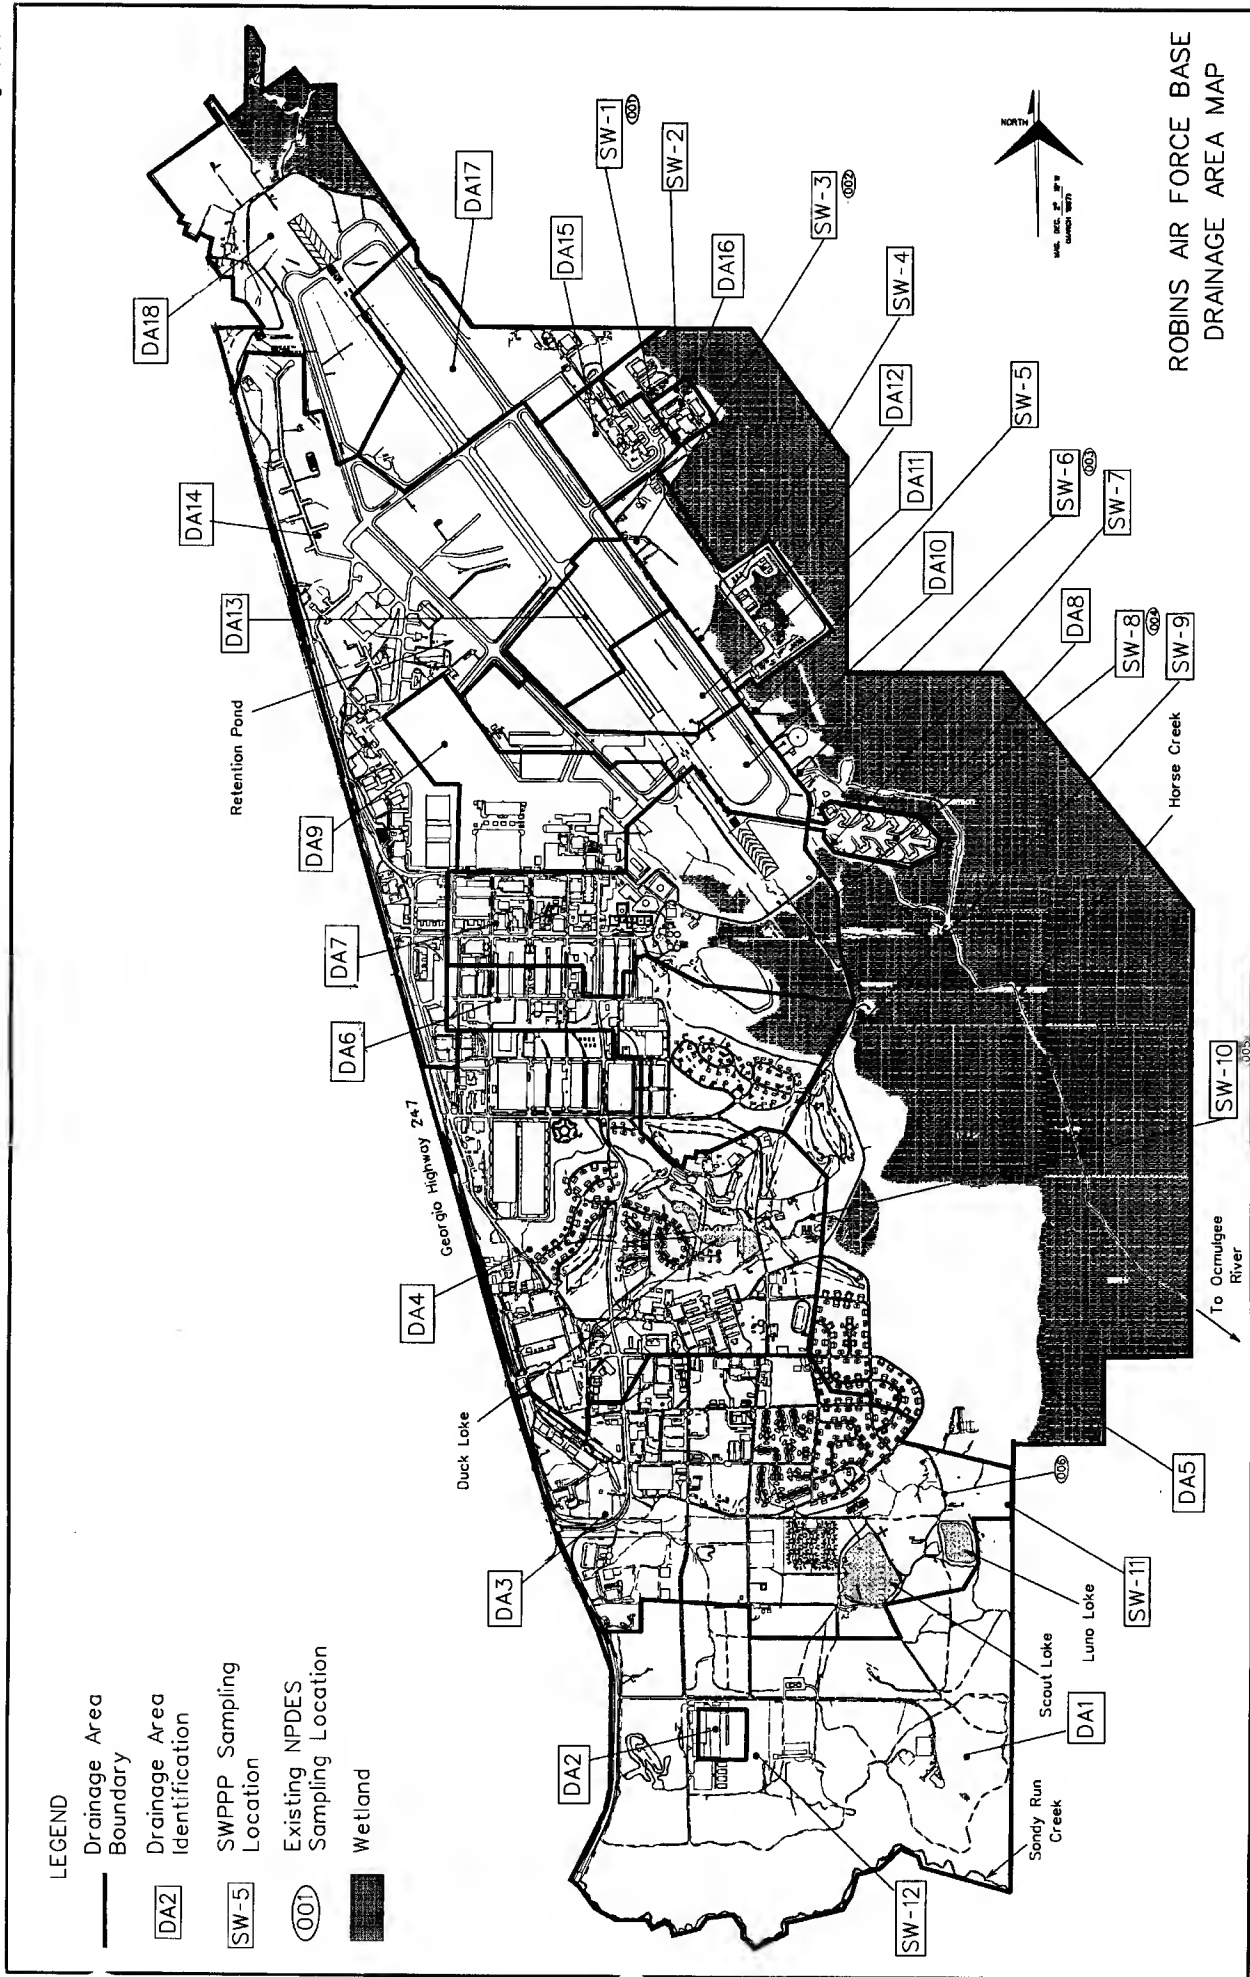 ROBINS AIR FORCE BASE
DRAINAGE AREA MAP
NORTH
LEGEND
Drainage Area
Boundary
DA2
Drainage Area
Identification
SW-5
SWPPP Sampling
Location
001
Existing NPDES
Sampling Location
Wetland
DA18
DA17
DA14
DA15
SW-1
001
SW-2
DA16
SW-3
002
SW-4
DA12
DA11
SW-5
DA10
SW-6
003
SW-7
DA8
SW-8
004
SW-9
Horse Creek
DA13
Retention Pond
DA9
DA7
DA6
Georgia Highway 247
DA4
Duck Lake
DA3
SW-10
005
To Ocmulgee
River
DA5
006
SW-11
Luna Lake
Scout Lake
DA1
DA2
SW-12
Sandy Run
Creek